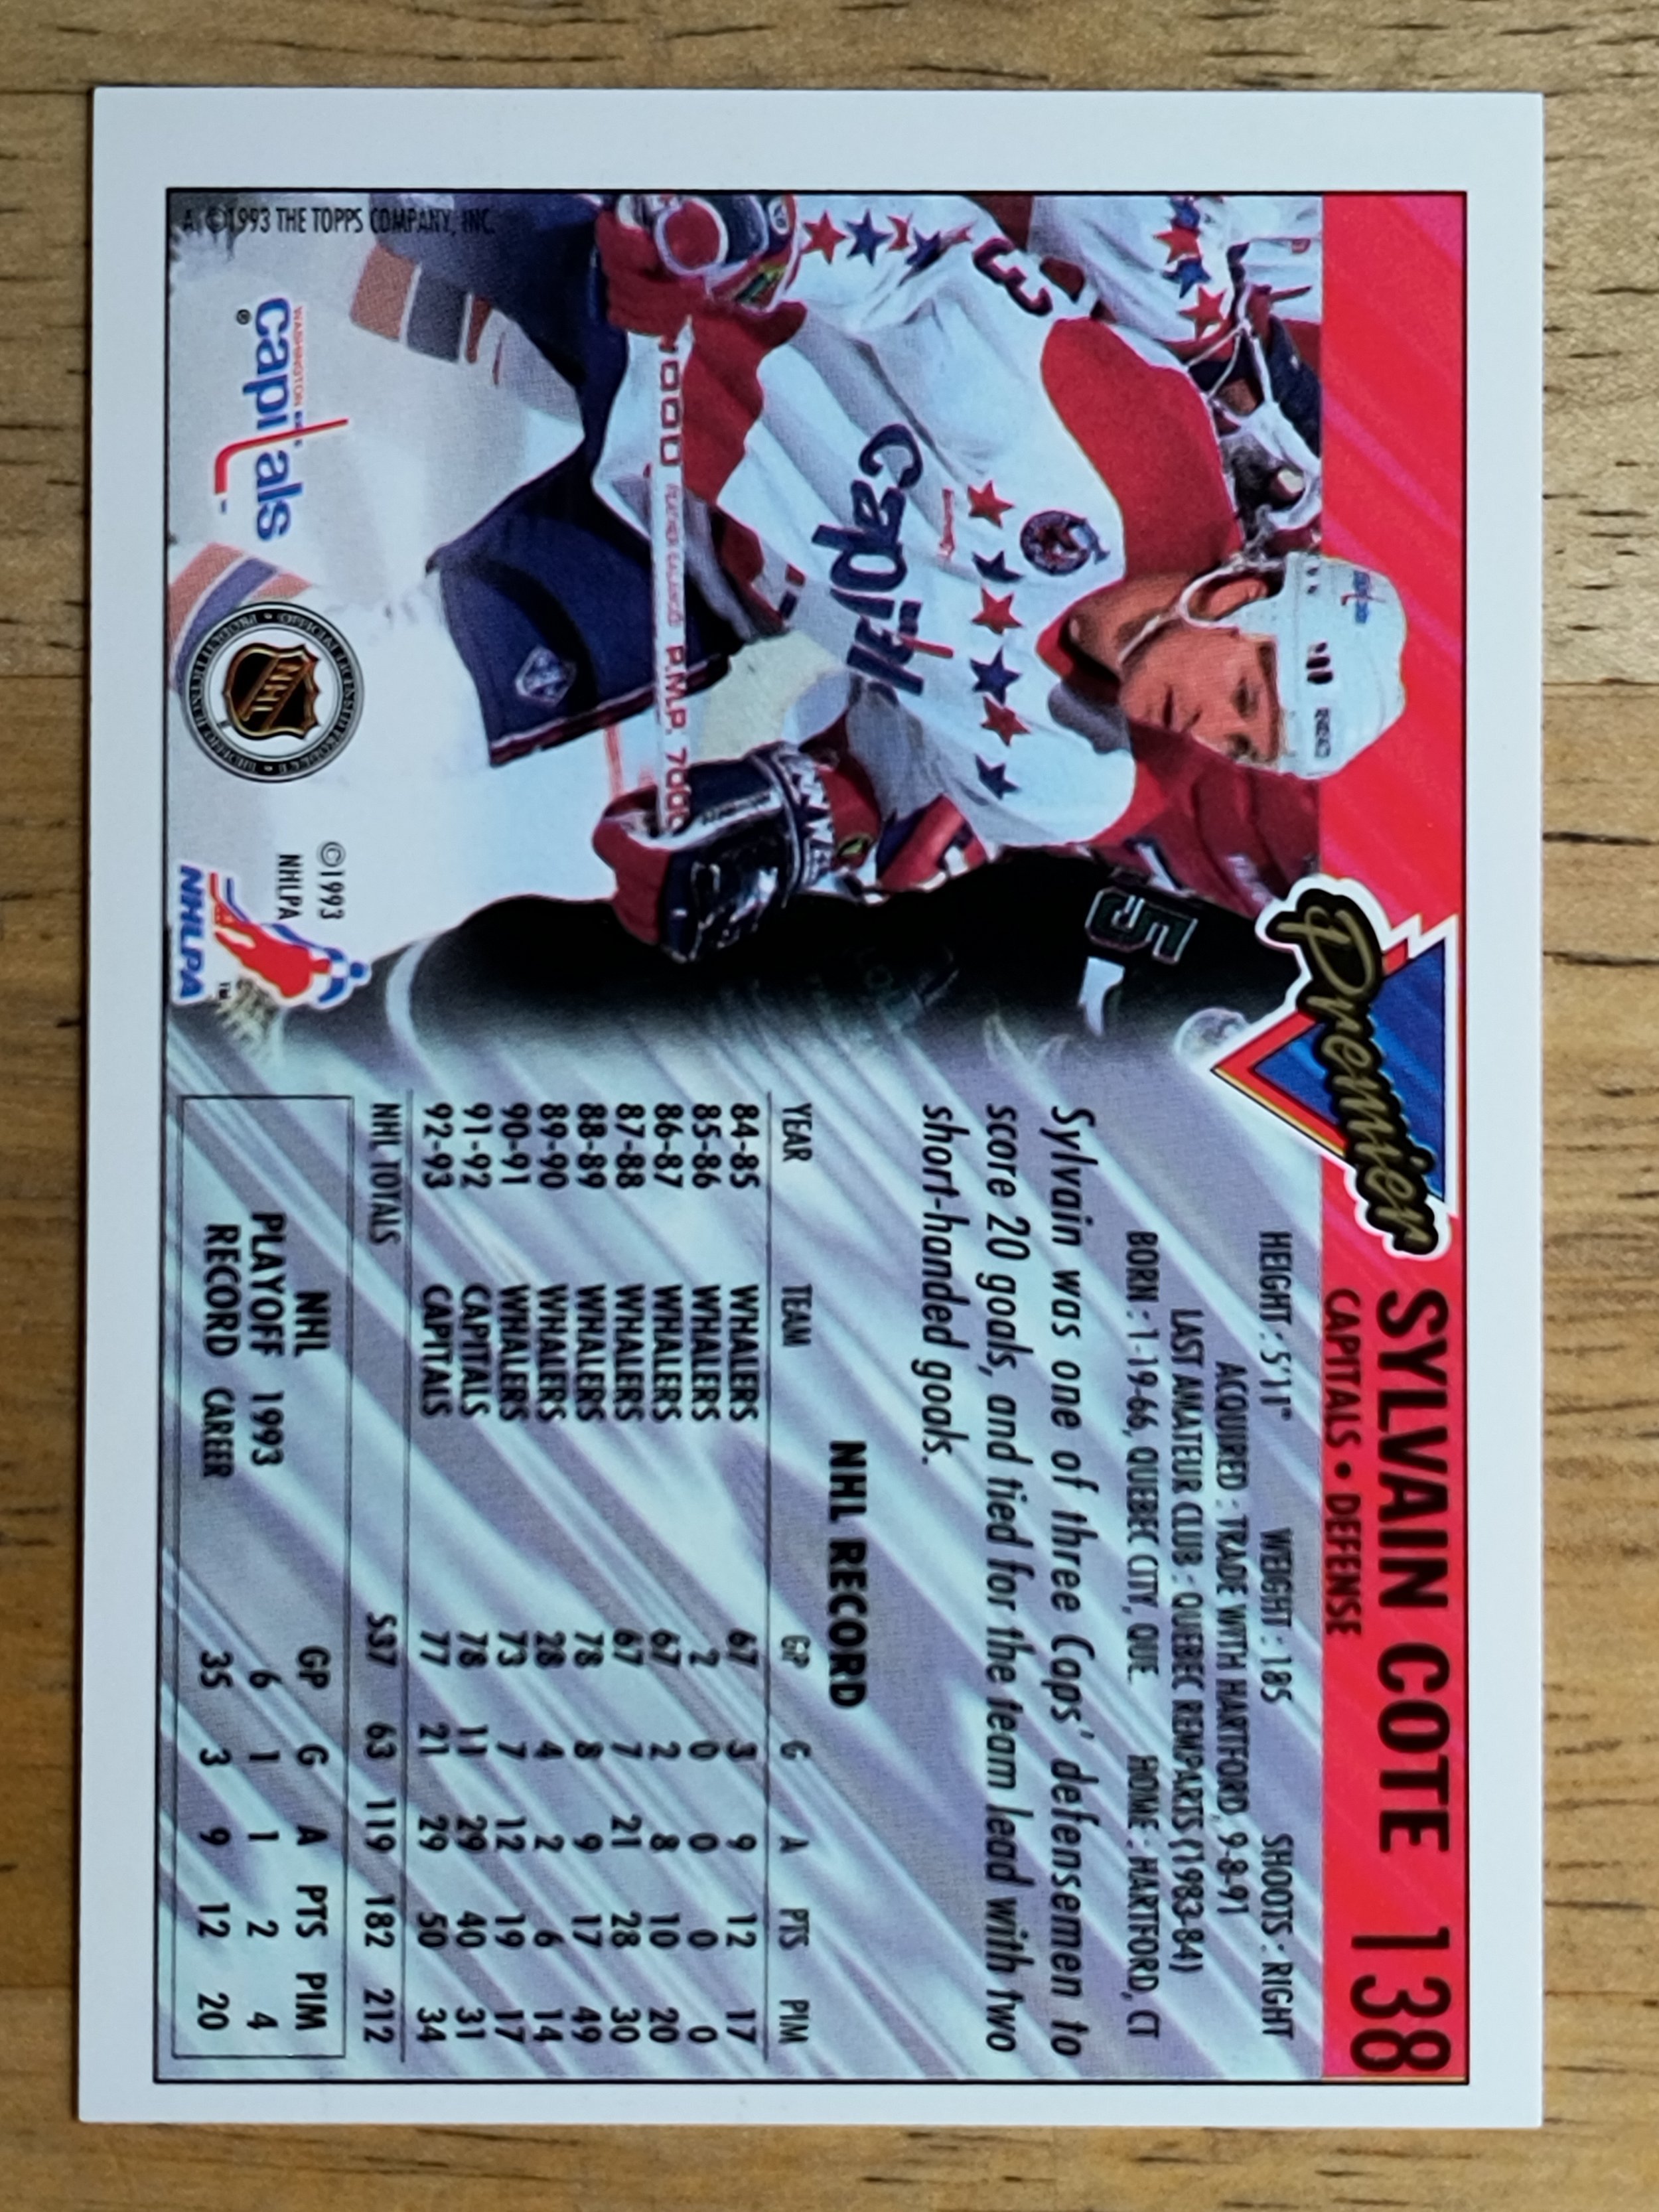 Premier
SYLVAIN COTE 138
CAPITALS • DEFENSE
HEIGHT : 5'11" WEIGHT : 185 SHOOTS : RIGHT
ACQUIRED : TRADE WITH HARTFORD, 9-8-91
LAST AMATEUR CLUB : QUEBEC REMPARTS (1983-84)
BORN : 1-19-66, QUEBEC CITY, QUE. HOME : HARTFORD, CT
Sylvain was one of three Caps' defensemen to
score 20 goals, and tied for the team lead with two
short-handed goals.
NHL RECORD
YEAR TEAM GP G A PTS PIM
84-85 WHALERS 67 3 9 12 17
85-86 WHALERS 2 0 0 0 0
86-87 WHALERS 67 2 8 10 20
87-88 WHALERS 67 7 21 28 30
88-89 WHALERS 78 8 9 17 49
89-90 WHALERS 28 4 2 6 14
90-91 WHALERS 73 7 12 19 17
91-92 CAPITALS 78 11 29 40 31
92-93 CAPITALS 77 21 29 50 34
NHL TOTALS 537 63 119 182 212
NHL GP G A PTS PIM
PLAYOFF 1993 6 1 1 2 4
RECORD CAREER 35 3 9 12 20
3
capitals
5
P.M.P. 7000
WASHINGTON
capitals
®
NHL
©1993
NHLPA
NHLPA
TM
A ©1993 THE TOPPS COMPANY, INC.